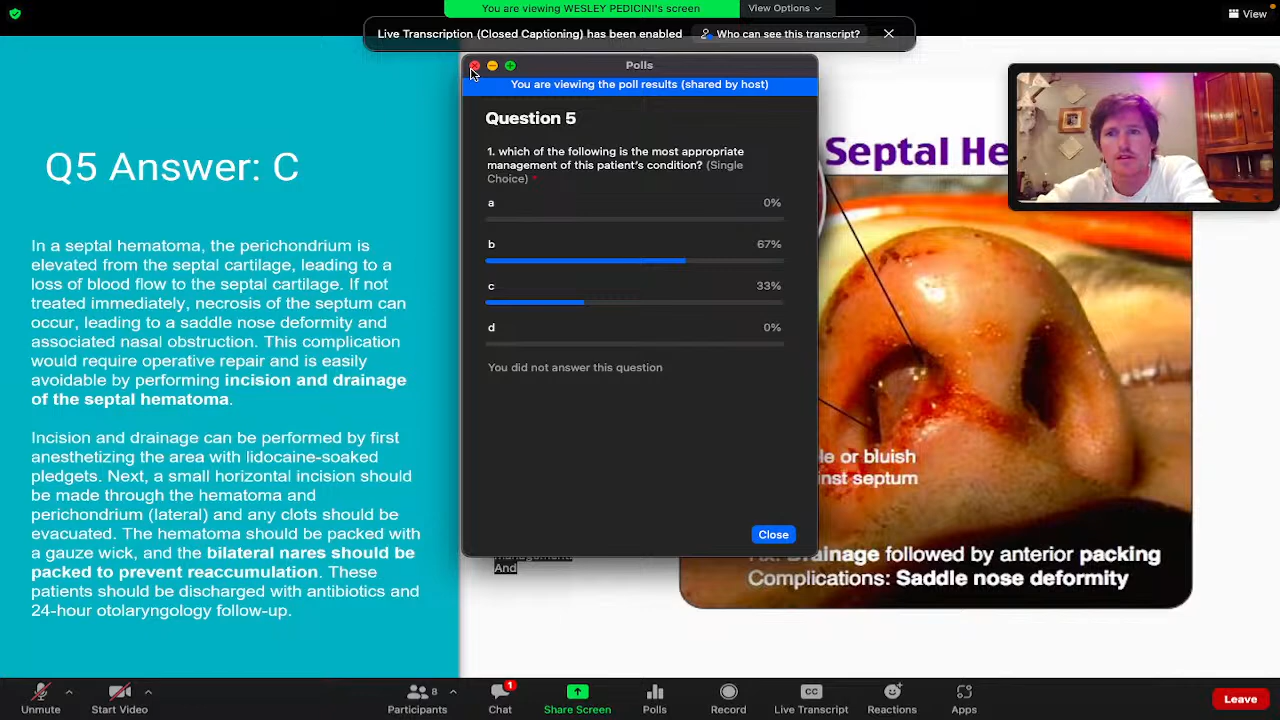 You are viewing WESLEY PEDICINI's screen
View Options
View
Live Transcription (Closed Captioning) has been enabled
Who can see this transcript?
Polls
You are viewing the poll results (shared by host)
Question 5
1. which of the following is the most appropriate
management of this patient's condition? (Single
Choice) *
a 0%
b 67%
c 33%
d 0%
You did not answer this question
Close
Q5 Answer: C
In a septal hematoma, the perichondrium is
elevated from the septal cartilage, leading to a
loss of blood flow to the septal cartilage. If not
treated immediately, necrosis of the septum can
occur, leading to a saddle nose deformity and
associated nasal obstruction. This complication
would require operative repair and is easily
avoidable by performing incision and drainage
of the septal hematoma.
Incision and drainage can be performed by first
anesthetizing the area with lidocaine-soaked
pledgets. Next, a small horizontal incision should
be made through the hematoma and
perichondrium (lateral) and any clots should be
evacuated. The hematoma should be packed with
a gauze wick, and the bilateral nares should be
packed to prevent reaccumulation. These
patients should be discharged with antibiotics and
24-hour otolaryngology follow-up.
Septal He
le or bluish
inst septum
And
Drainage followed by anterior packing
Complications: Saddle nose deformity
Unmute
Start Video
Participants 8
Chat 1
Share Screen
Polls
Record
CC
Live Transcript
Reactions
Apps
Leave